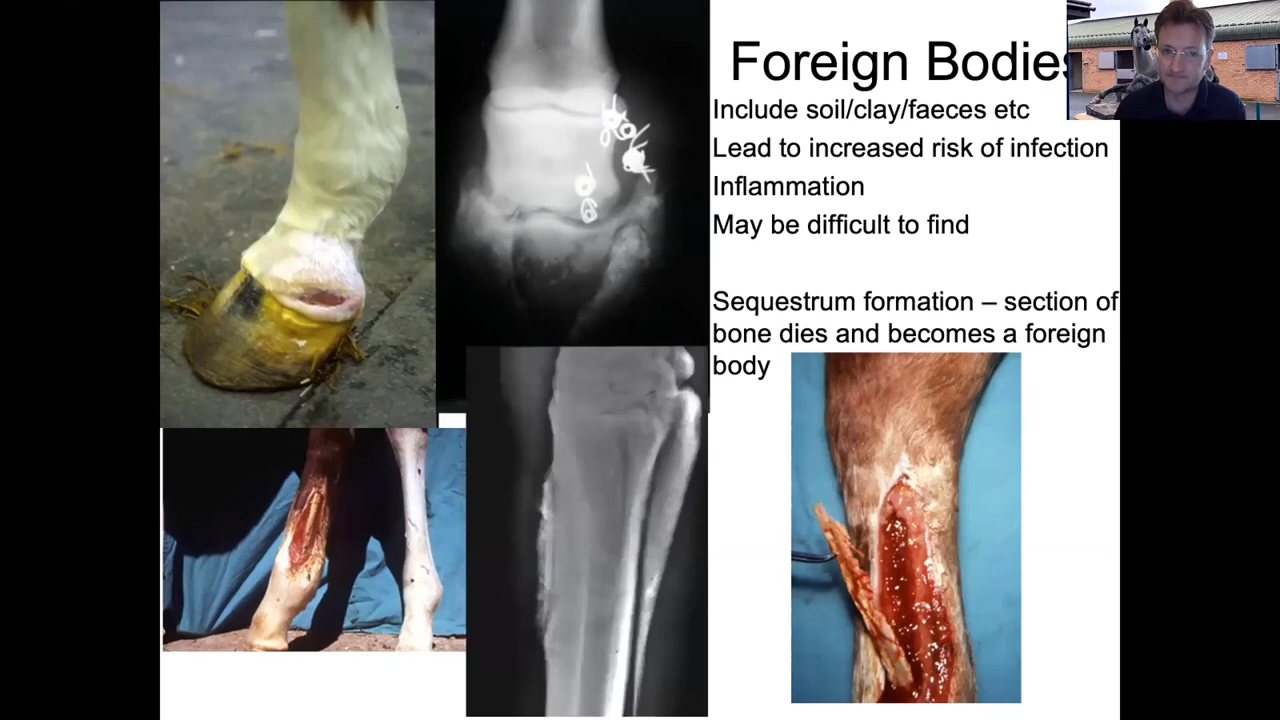 Foreign Bodies
Include soil/clay/faeces etc
Lead to increased risk of infection
Inflammation
May be difficult to find
Sequestrum formation – section of
bone dies and becomes a foreign
body